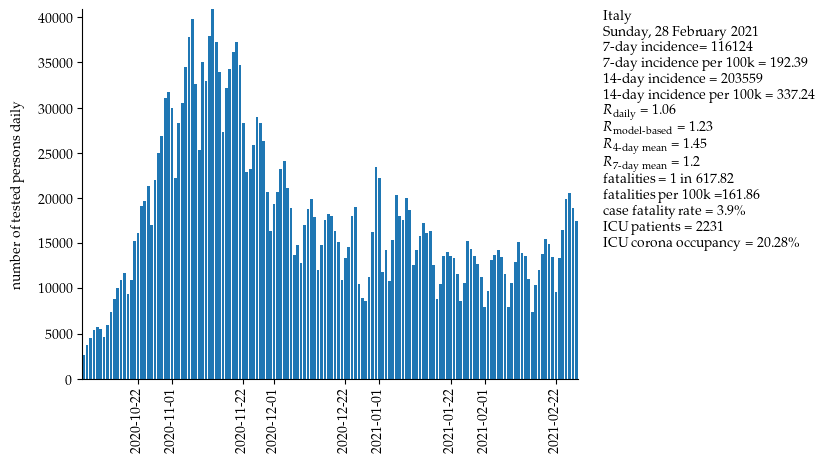 number of tested persons daily
40000
35000
30000
25000
20000
15000
10000
5000
0
2020-10-22
2020-11-01
2020-11-22
2020-12-01
2020-12-22
2021-01-01
2021-01-22
2021-02-01
2021-02-22
Italy
Sunday, 28 February 2021
7-day incidence= 116124
7-day incidence per 100k = 192.39
14-day incidence = 203559
14-day incidence per 100k = 337.24
R daily = 1.06
R model-based = 1.23
R 4-day mean = 1.45
R 7-day mean = 1.2
fatalities = 1 in 617.82
fatalities per 100k =161.86
case fatality rate = 3.9%
ICU patients = 2231
ICU corona occupancy = 20.28%